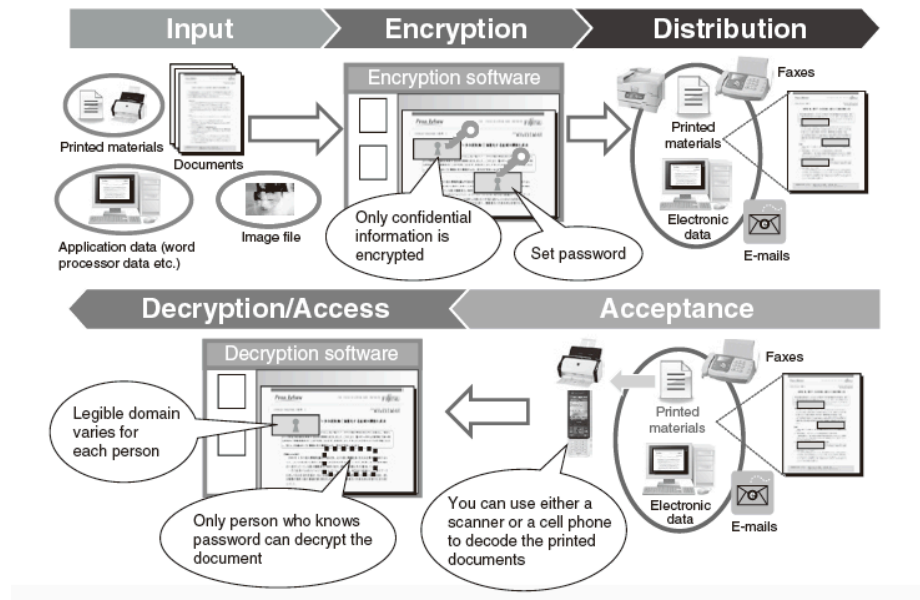 Input
Encryption
Distribution
Printed materials
Documents
Application data (word
processor data etc.)
Image file
Encryption software
Only confidential
information is
encrypted
Set password
Faxes
Printed
materials
Electronic
data
E-mails
Decryption/Access
Acceptance
Decryption software
Legible domain
varies for
each person
Only person who knows
password can decrypt the
document
You can use either a
scanner or a cell phone
to decode the printed
documents
Faxes
Printed
materials
Electronic
data
E-mails